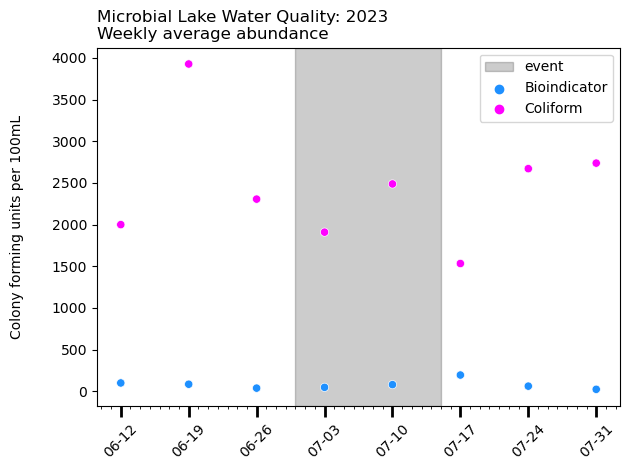 Microbial Lake Water Quality: 2023
Weekly average abundance
Colony forming units per 100mL
4000
3500
3000
2500
2000
1500
1000
500
0
event
Bioindicator
Coliform
06-12
06-19
06-26
07-03
07-10
07-17
07-24
07-31